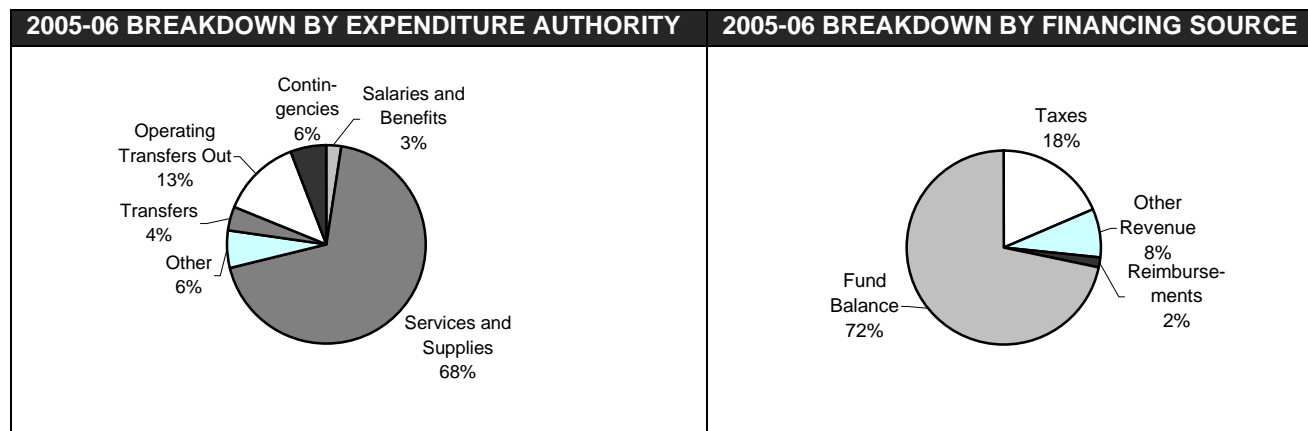 2005-06 BREAKDOWN BY EXPENDITURE AUTHORITY
2005-06 BREAKDOWN BY FINANCING SOURCE
Contin-
gencies
6%
Salaries and
Benefits
3%
Operating
Transfers Out
13%
Transfers
4%
Other
6%
Services and
Supplies
68%
Taxes
18%
Other
Revenue
8%
Reimburse-
ments
2%
Fund
Balance
72%